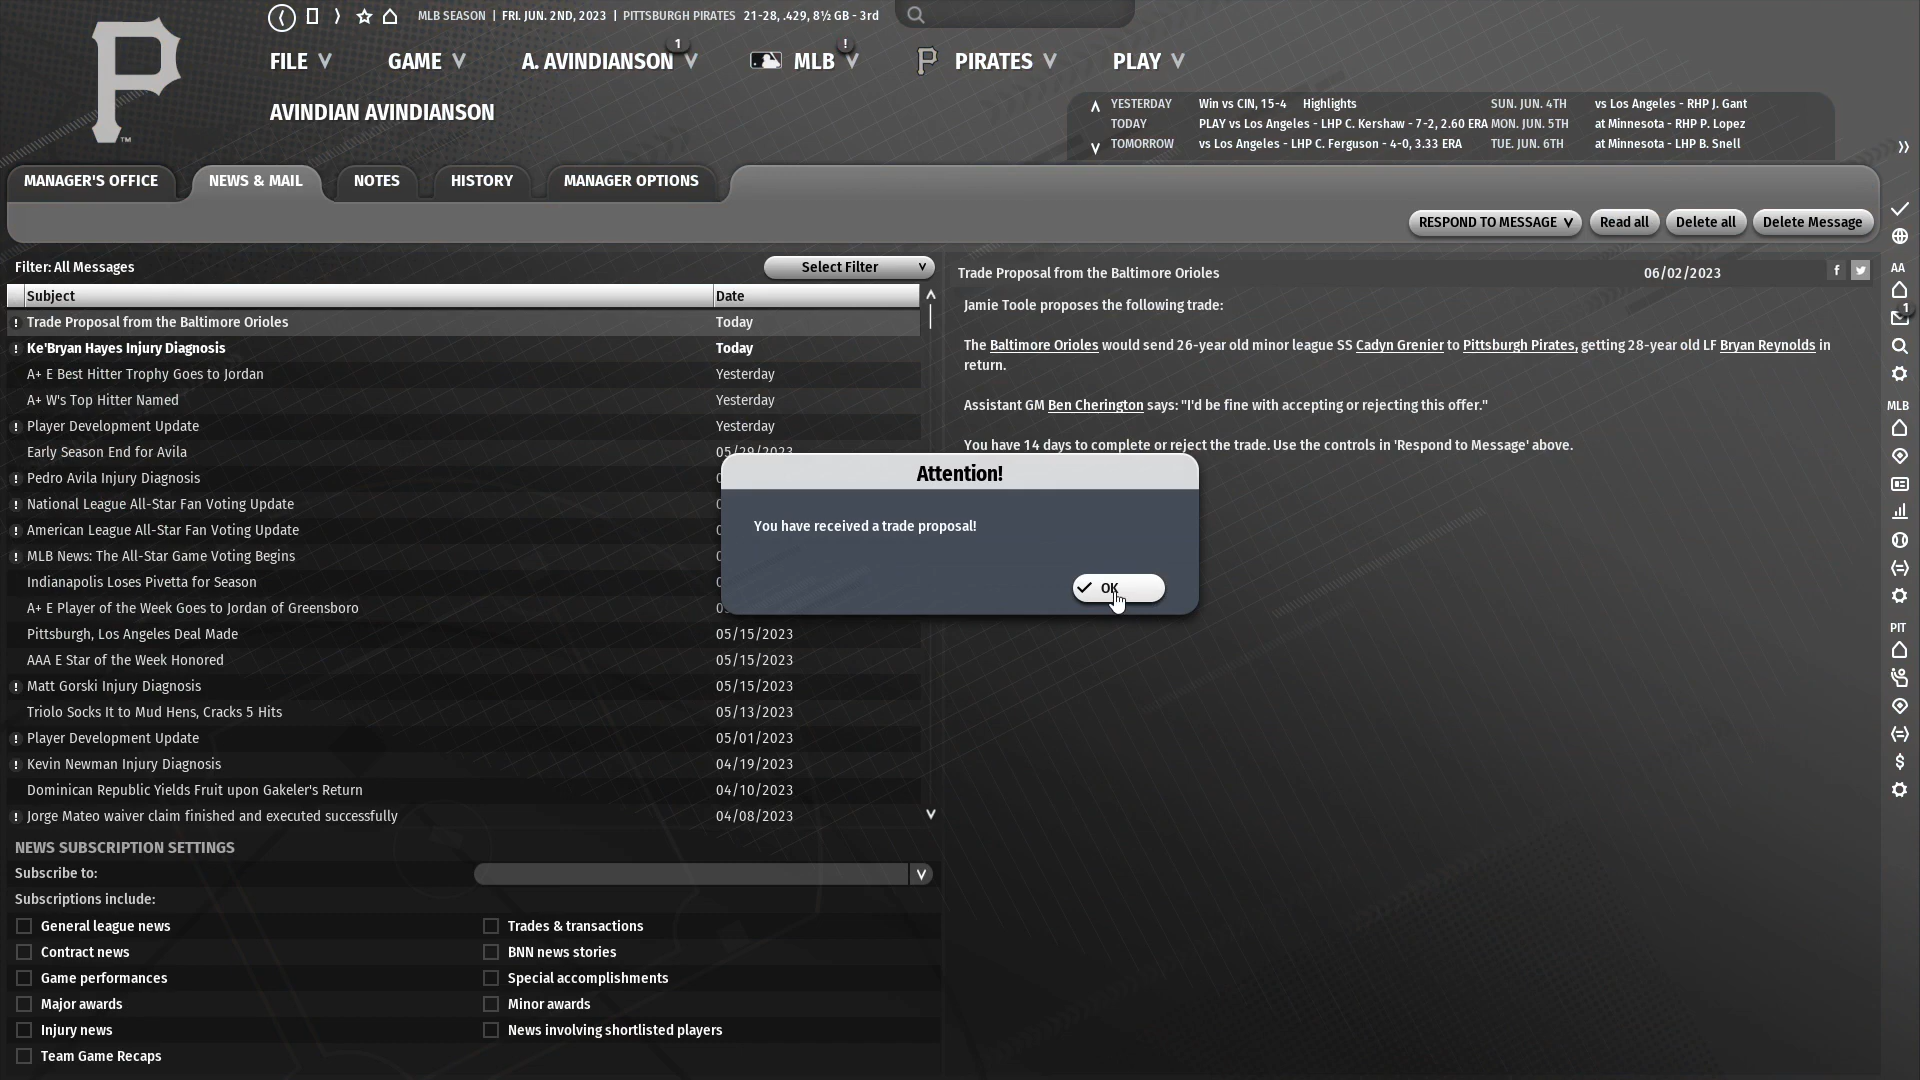 MLB SEASON | FRI. JUN. 2ND, 2023 | PITTSBURGH PIRATES 21-28, .429, 8½ GB - 3rd
FILE GAME A. AVINDIANSON 1 MLB ! PIRATES PLAY
P
TM
AVINDIAN AVINDIANSON
YESTERDAY Win vs CIN, 15-4 Highlights SUN. JUN. 4TH vs Los Angeles - RHP J. Gant
TODAY PLAY vs Los Angeles - LHP C. Kershaw - 7-2, 2.60 ERA MON. JUN. 5TH at Minnesota - RHP P. Lopez
TOMORROW vs Los Angeles - LHP C. Ferguson - 4-0, 3.33 ERA TUE. JUN. 6TH at Minnesota - LHP B. Snell
MANAGER'S OFFICE NEWS & MAIL NOTES HISTORY MANAGER OPTIONS
RESPOND TO MESSAGE Read all Delete all Delete Message
Filter: All Messages Select Filter
Subject Date
! Trade Proposal from the Baltimore Orioles Today
! Ke'Bryan Hayes Injury Diagnosis Today
A+ E Best Hitter Trophy Goes to Jordan Yesterday
A+ W's Top Hitter Named Yesterday
! Player Development Update Yesterday
Early Season End for Avila 05/29/2023
! Pedro Avila Injury Diagnosis
! National League All-Star Fan Voting Update
! American League All-Star Fan Voting Update
! MLB News: The All-Star Game Voting Begins
Indianapolis Loses Pivetta for Season
A+ E Player of the Week Goes to Jordan of Greensboro
Pittsburgh, Los Angeles Deal Made 05/15/2023
AAA E Star of the Week Honored 05/15/2023
! Matt Gorski Injury Diagnosis 05/15/2023
Triolo Socks It to Mud Hens, Cracks 5 Hits 05/13/2023
! Player Development Update 05/01/2023
! Kevin Newman Injury Diagnosis 04/19/2023
Dominican Republic Yields Fruit upon Gakeler's Return 04/10/2023
! Jorge Mateo waiver claim finished and executed successfully 04/08/2023
NEWS SUBSCRIPTION SETTINGS
Subscribe to:
Subscriptions include:
General league news Trades & transactions
Contract news BNN news stories
Game performances Special accomplishments
Major awards Minor awards
Injury news News involving shortlisted players
Team Game Recaps
Trade Proposal from the Baltimore Orioles 06/02/2023
Jamie Toole proposes the following trade:
The Baltimore Orioles would send 26-year old minor league SS Cadyn Grenier to Pittsburgh Pirates, getting 28-year old LF Bryan Reynolds in
return.
Assistant GM Ben Cherington says: "I'd be fine with accepting or rejecting this offer."
You have 14 days to complete or reject the trade. Use the controls in 'Respond to Message' above.
Attention!
You have received a trade proposal!
OK
AA
1
MLB
PIT
$